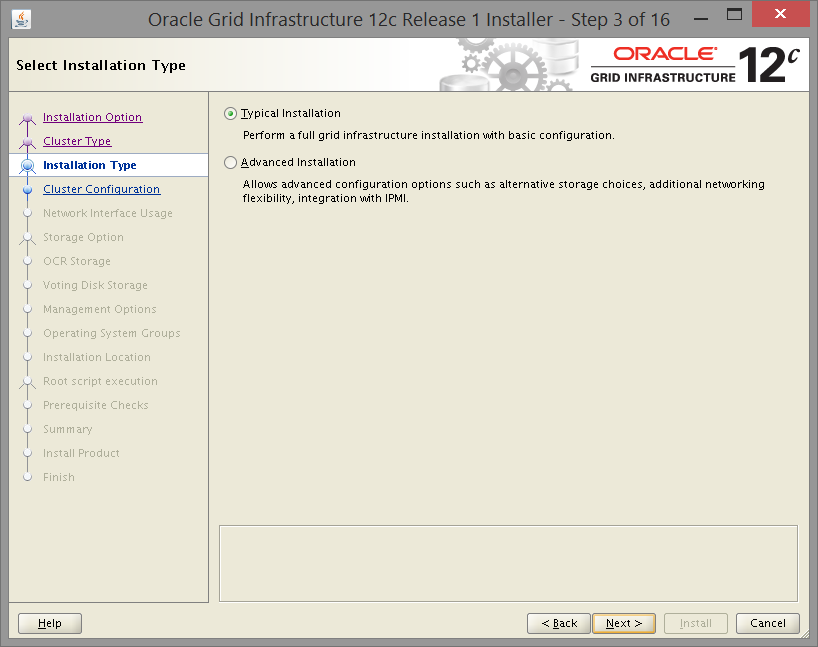 Oracle Grid Infrastructure 12c Release 1 Installer - Step 3 of 16
Select Installation Type
ORACLE
GRID INFRASTRUCTURE 12c
Installation Option
Cluster Type
Installation Type
Cluster Configuration
Network Interface Usage
Storage Option
OCR Storage
Voting Disk Storage
Management Options
Operating System Groups
Installation Location
Root script execution
Prerequisite Checks
Summary
Install Product
Finish
Typical Installation
Perform a full grid infrastructure installation with basic configuration.
Advanced Installation
Allows advanced configuration options such as alternative storage choices, additional networking
flexibility, integration with IPMI.
Help
< Back
Next >
Install
Cancel